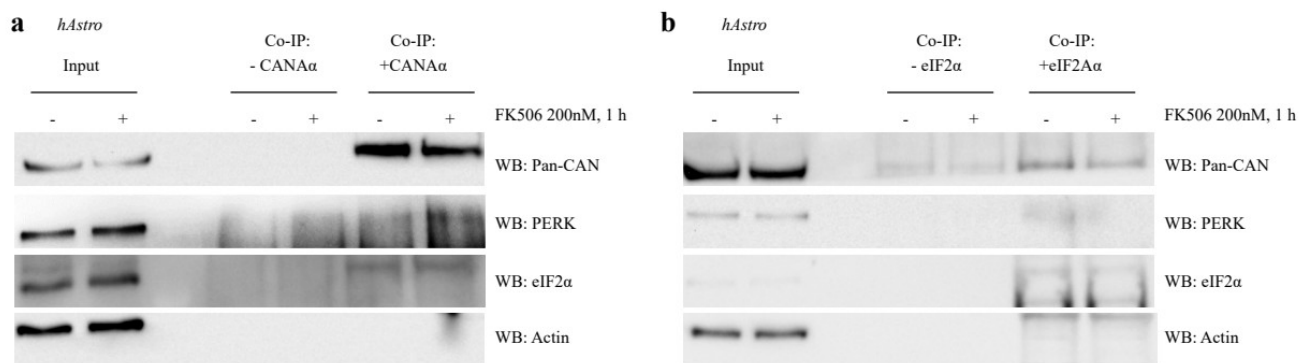 a
hAstro
Co-IP:
Co-IP:
Input
- CANAα
+CANAα
- + - + - + FK506 200nM, 1 h
WB: Pan-CAN
WB: PERK
WB: eIF2α
WB: Actin
b
hAstro
Co-IP:
Co-IP:
Input
- eIF2α
+eIF2Aα
- + - + - + FK506 200nM, 1 h
WB: Pan-CAN
WB: PERK
WB: eIF2α
WB: Actin